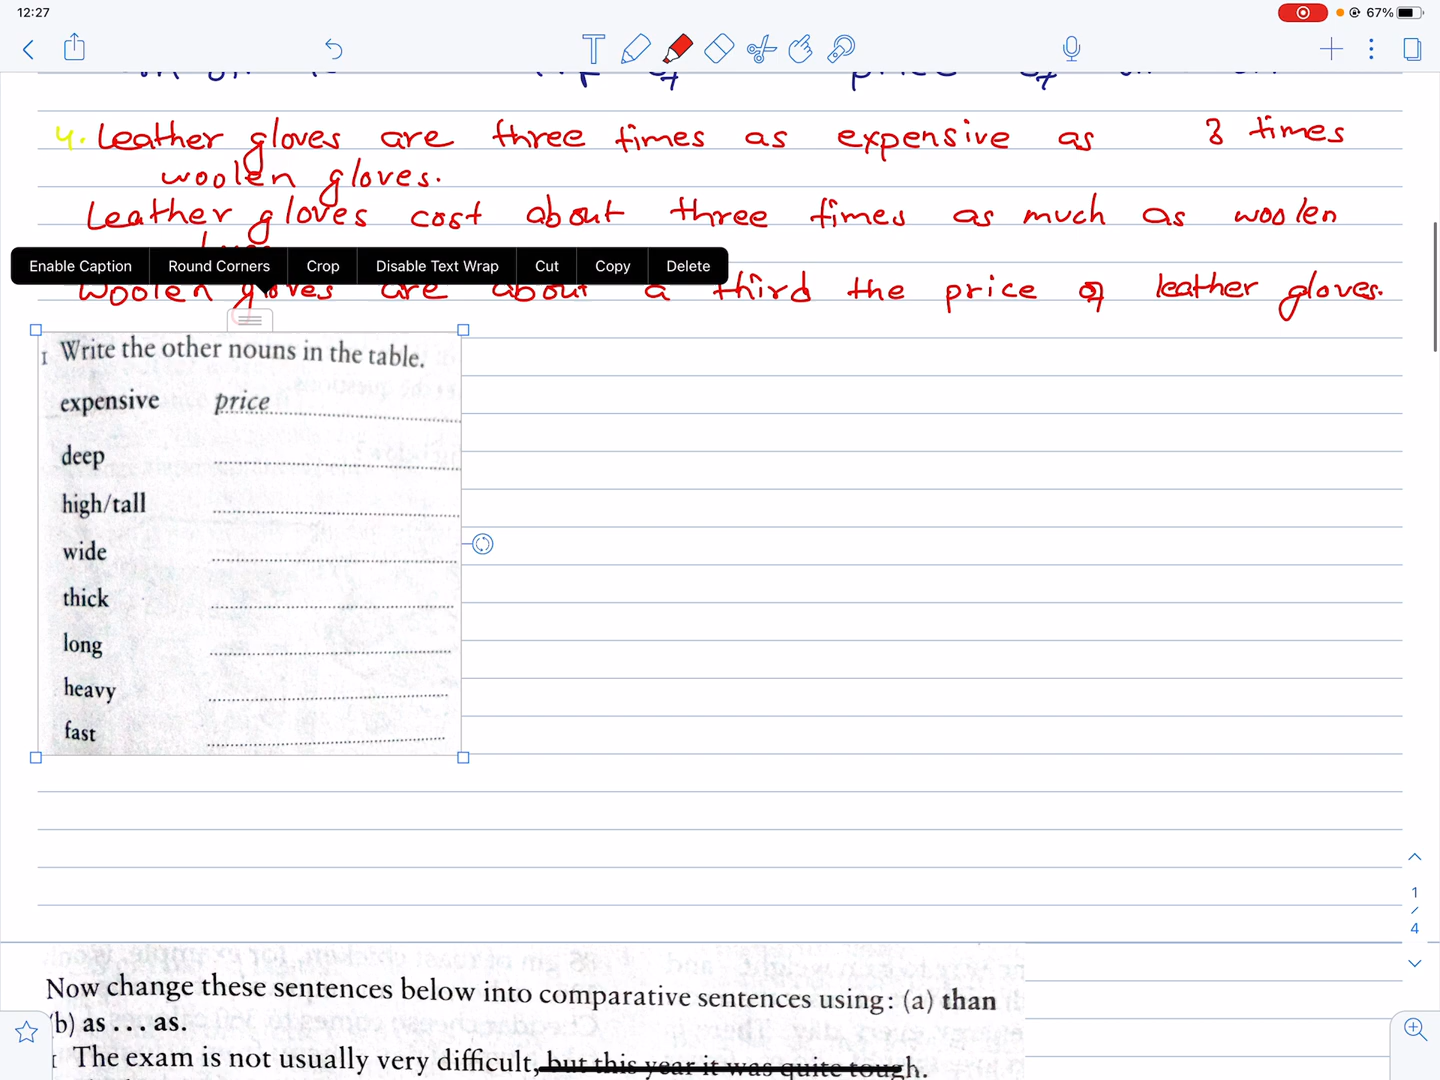 12:27
67%
4. Leather gloves are three times as expensive as 3 times
woolen gloves.
Leather gloves cost about three times as much as woolen
Enable Caption Round Corners Crop Disable Text Wrap Cut Copy Delete
woolen gloves are about a third the price of leather gloves.
1 Write the other nouns in the table.
expensive price
deep
high/tall
wide
thick
long
heavy
fast
1
/
4
Now change these sentences below into comparative sentences using: (a) than
(b) as ... as.
1 The exam is not usually very difficult, but this year it was quite tough.